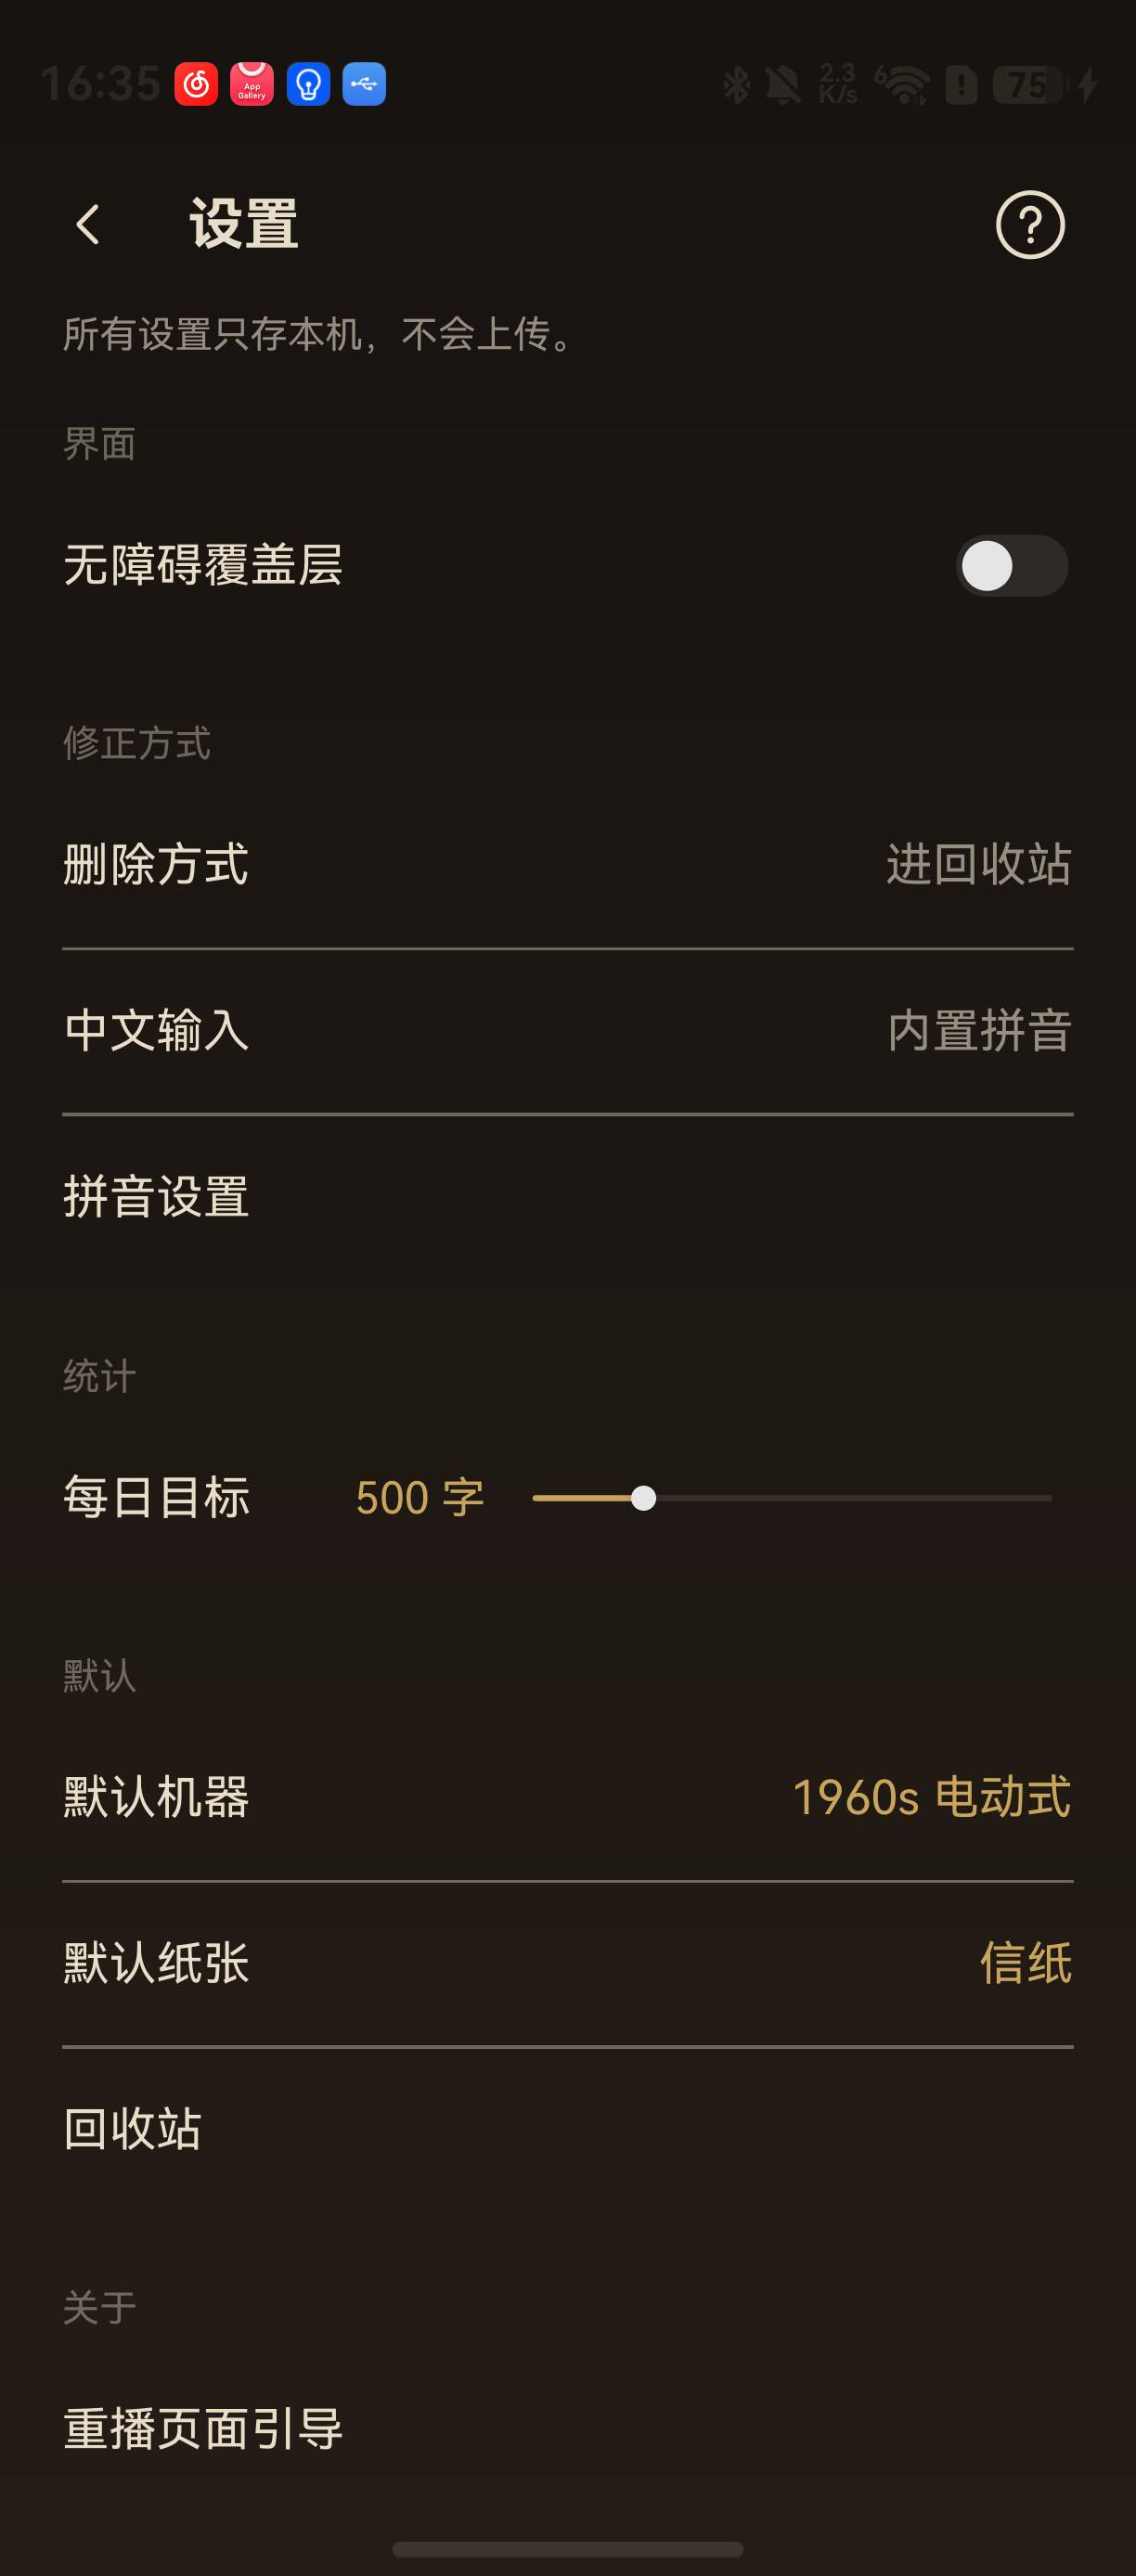 16:35
App
Gallery
2.3
K/s
6
75
设置
所有设置只存本机，不会上传。
界面
无障碍覆盖层
修正方式
删除方式 进回收站
中文输入 内置拼音
拼音设置
统计
每日目标 500 字
默认
默认机器 1960s 电动式
默认纸张 信纸
回收站
关于
重播页面引导